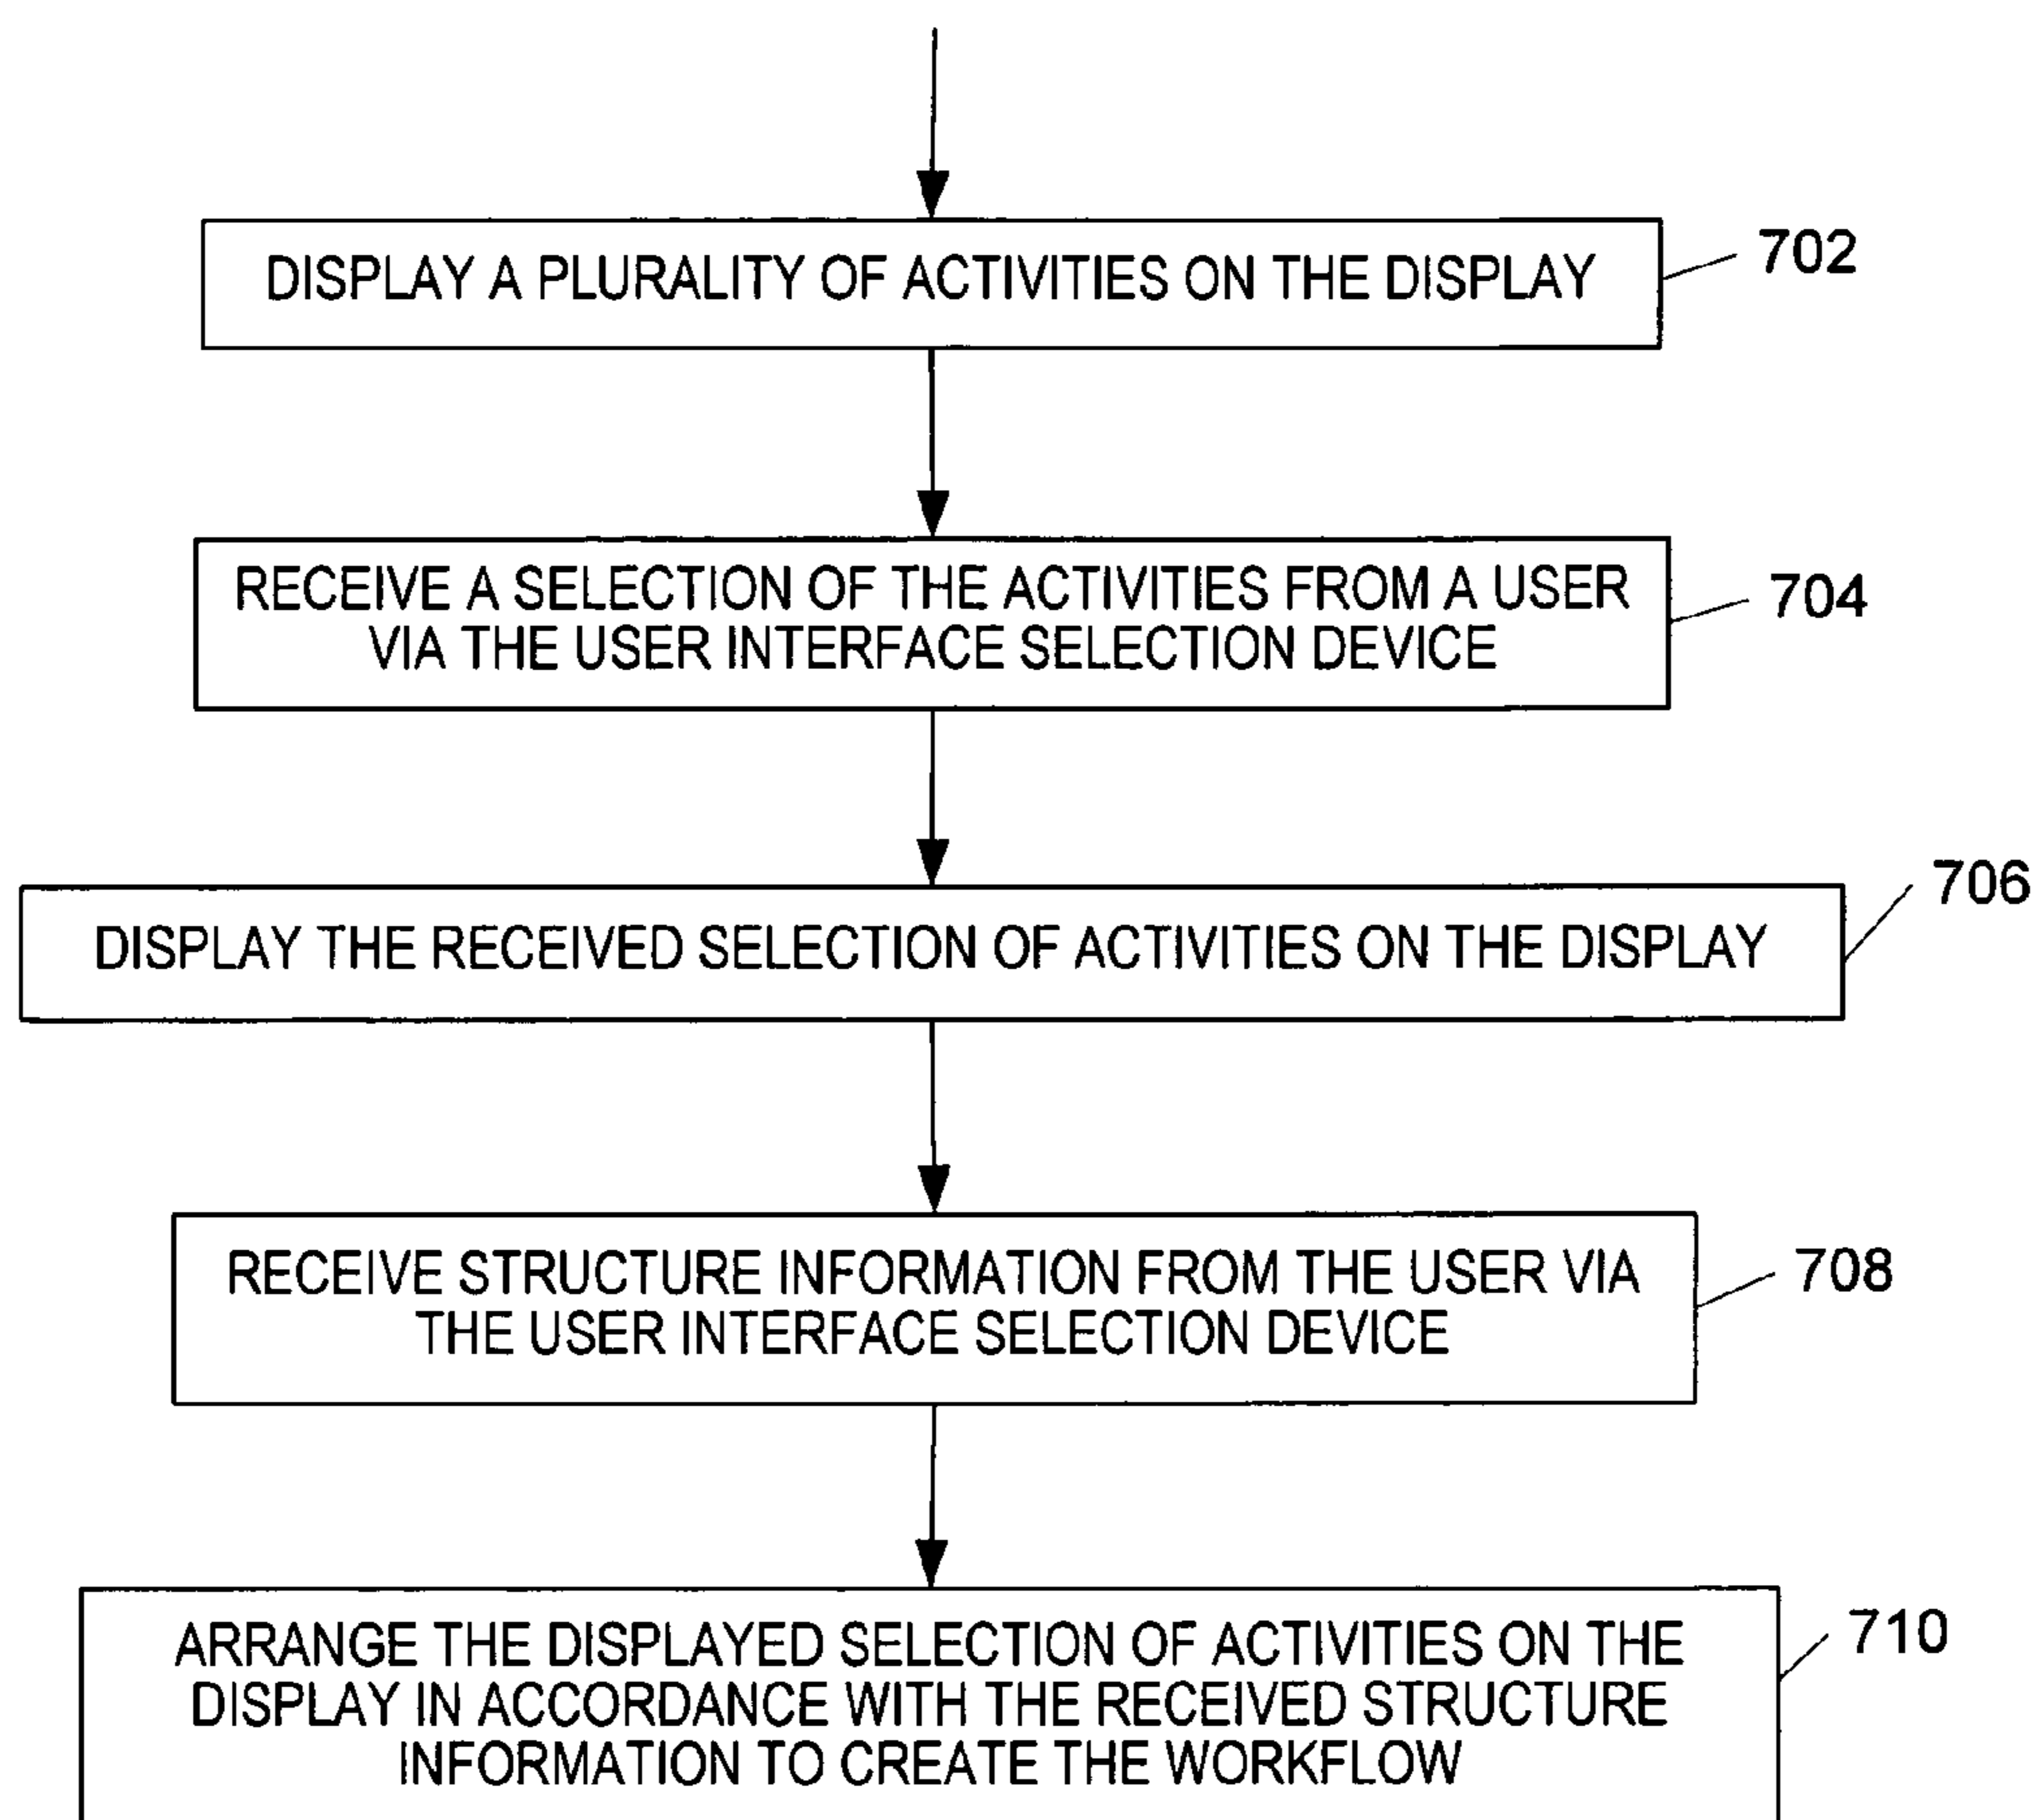 DISPLAY A PLURALITY OF ACTIVITIES ON THE DISPLAY
702
RECEIVE A SELECTION OF THE ACTIVITIES FROM A USER
VIA THE USER INTERFACE SELECTION DEVICE
704
DISPLAY THE RECEIVED SELECTION OF ACTIVITIES ON THE DISPLAY
706
RECEIVE STRUCTURE INFORMATION FROM THE USER VIA
THE USER INTERFACE SELECTION DEVICE
708
ARRANGE THE DISPLAYED SELECTION OF ACTIVITIES ON THE
DISPLAY IN ACCORDANCE WITH THE RECEIVED STRUCTURE
INFORMATION TO CREATE THE WORKFLOW
710